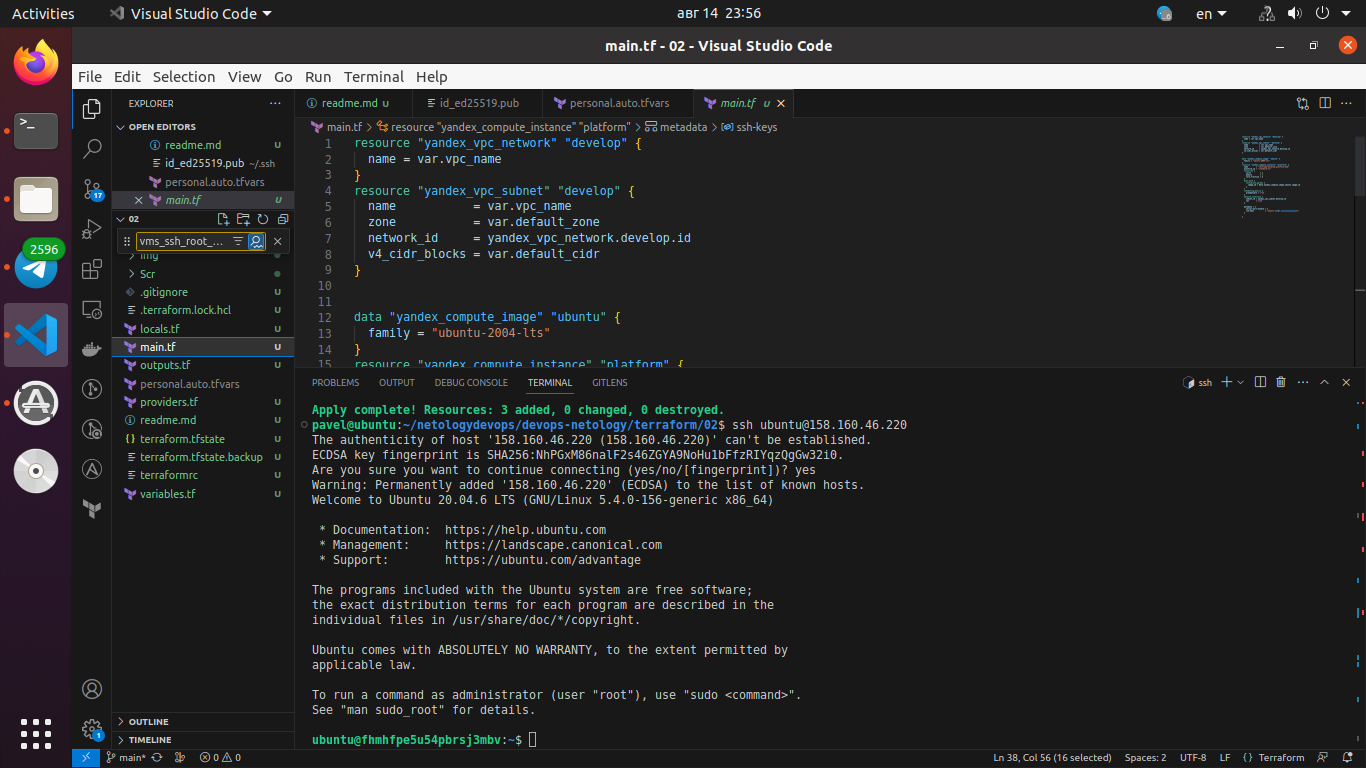 Activities
Visual Studio Code
авг 14 23:56
en
main.tf - 02 - Visual Studio Code
File Edit Selection View Go Run Terminal Help
2596
17
1
EXPLORER
OPEN EDITORS
readme.md U
id_ed25519.pub ~/.ssh
personal.auto.tfvars
main.tf U
02
vms_ssh_root_...
img
Scr
.gitignore U
.terraform.lock.hcl U
locals.tf U
main.tf U
outputs.tf U
personal.auto.tfvars
providers.tf U
readme.md U
terraform.tfstate U
terraform.tfstate.backup U
terraformrc U
variables.tf U
OUTLINE
TIMELINE
readme.md U
id_ed25519.pub
personal.auto.tfvars
main.tf U
main.tf > resource "yandex_compute_instance" "platform" > metadata > ssh-keys
1 resource "yandex_vpc_network" "develop" {
2 name = var.vpc_name
3 }
4 resource "yandex_vpc_subnet" "develop" {
5 name = var.vpc_name
6 zone = var.default_zone
7 network_id = yandex_vpc_network.develop.id
8 v4_cidr_blocks = var.default_cidr
9 }
10
11
12 data "yandex_compute_image" "ubuntu" {
13 family = "ubuntu-2004-lts"
14 }
15 resource "yandex_compute_instance" "platform" {
PROBLEMS OUTPUT DEBUG CONSOLE TERMINAL GITLENS
ssh
Apply complete! Resources: 3 added, 0 changed, 0 destroyed.
pavel@ubuntu:~/netologydevops/devops-netology/terraform/02$ ssh ubuntu@158.160.46.220
The authenticity of host '158.160.46.220 (158.160.46.220)' can't be established.
ECDSA key fingerprint is SHA256:NhPGxM86nalF2s46ZGYA9NoHu1bFfzRIYqzQgGw32i0.
Are you sure you want to continue connecting (yes/no/[fingerprint])? yes
Warning: Permanently added '158.160.46.220' (ECDSA) to the list of known hosts.
Welcome to Ubuntu 20.04.6 LTS (GNU/Linux 5.4.0-156-generic x86_64)
* Documentation: https://help.ubuntu.com
* Management: https://landscape.canonical.com
* Support: https://ubuntu.com/advantage
The programs included with the Ubuntu system are free software;
the exact distribution terms for each program are described in the
individual files in /usr/share/doc/*/copyright.
Ubuntu comes with ABSOLUTELY NO WARRANTY, to the extent permitted by
applicable law.
To run a command as administrator (user "root"), use "sudo <command>".
See "man sudo_root" for details.
ubuntu@fhmhfpe5u54pbrsj3mbv:~$
main* 0 0
Ln 38, Col 56 (16 selected) Spaces: 2 UTF-8 LF {} Terraform